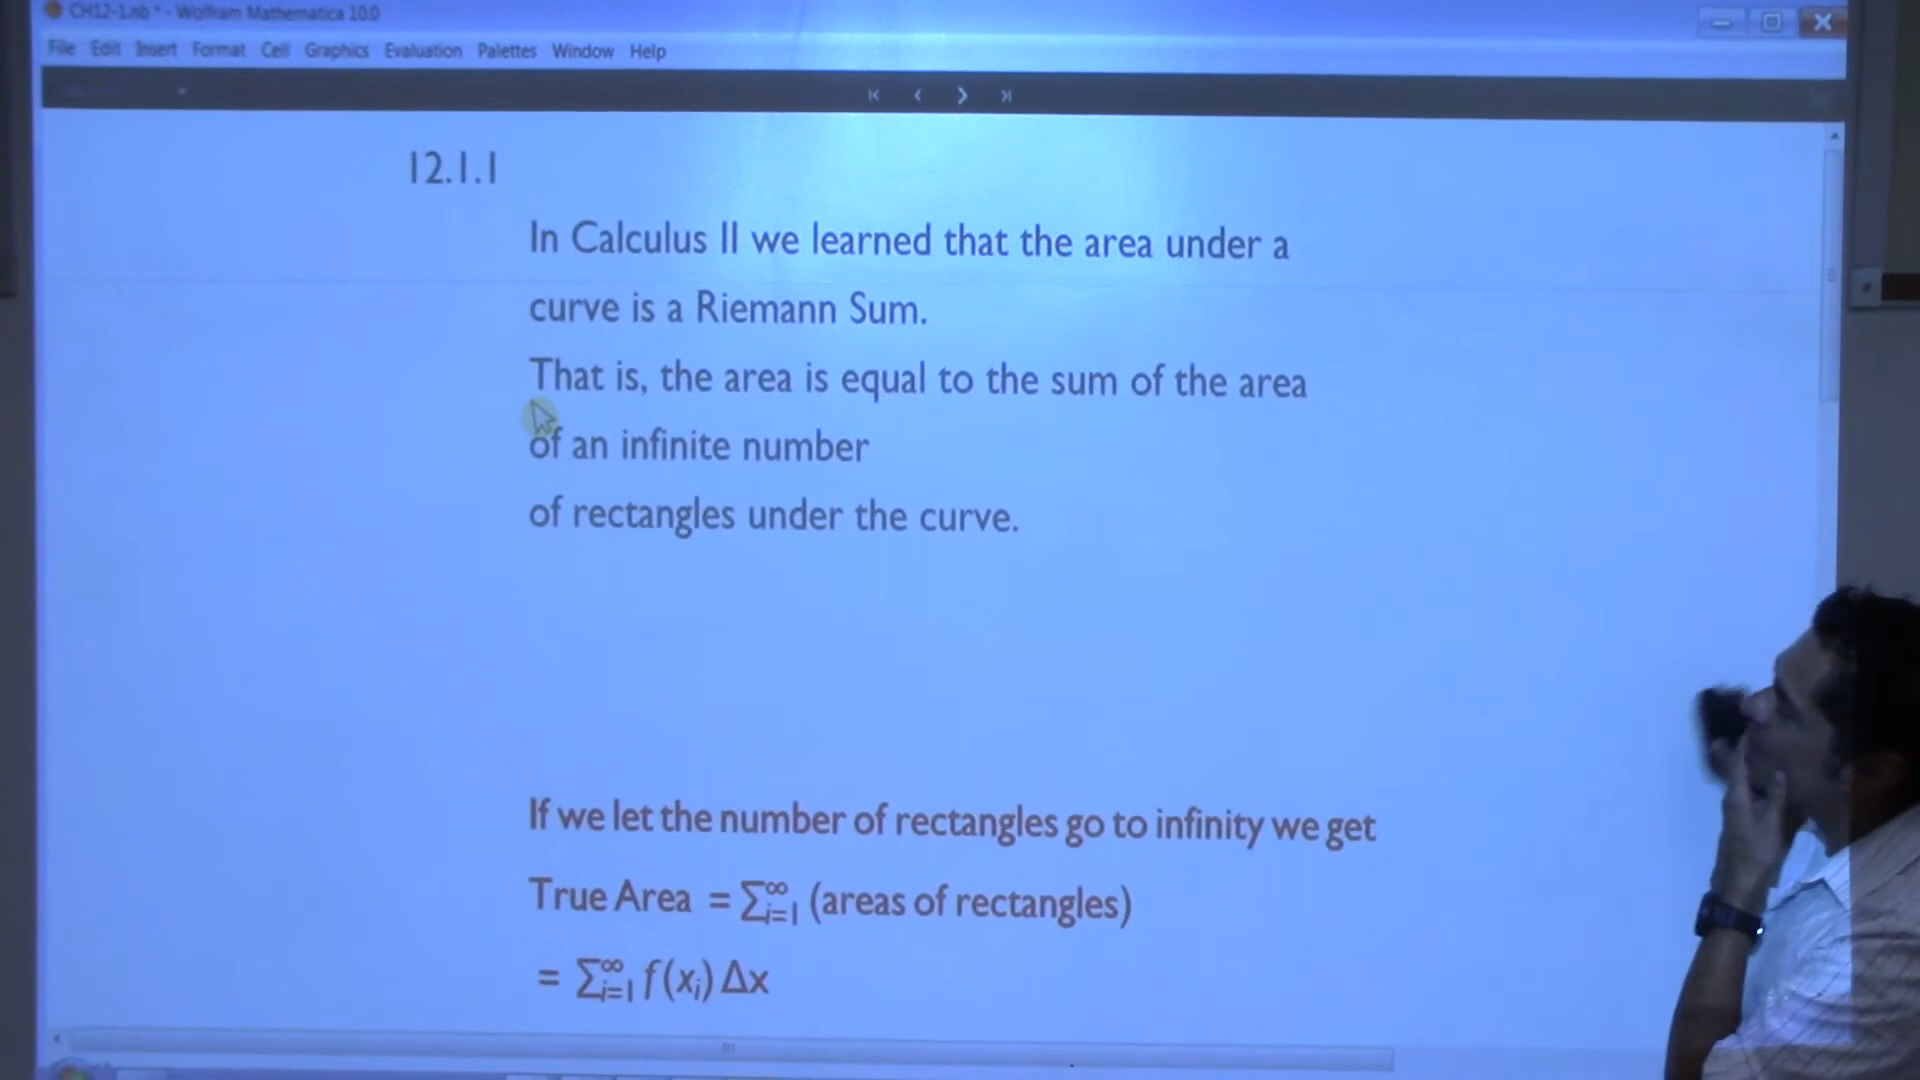 CH12-1.nb * - Wolfram Mathematica 10.0
File Edit Insert Format Cell Graphics Evaluation Palettes Window Help
12.1.1
In Calculus II we learned that the area under a
curve is a Riemann Sum.
That is, the area is equal to the sum of the area
of an infinite number
of rectangles under the curve.
If we let the number of rectangles go to infinity we get
True Area = ∑_{i=1}^{∞} (areas of rectangles)
= ∑_{i=1}^{∞} f(xᵢ) Δx